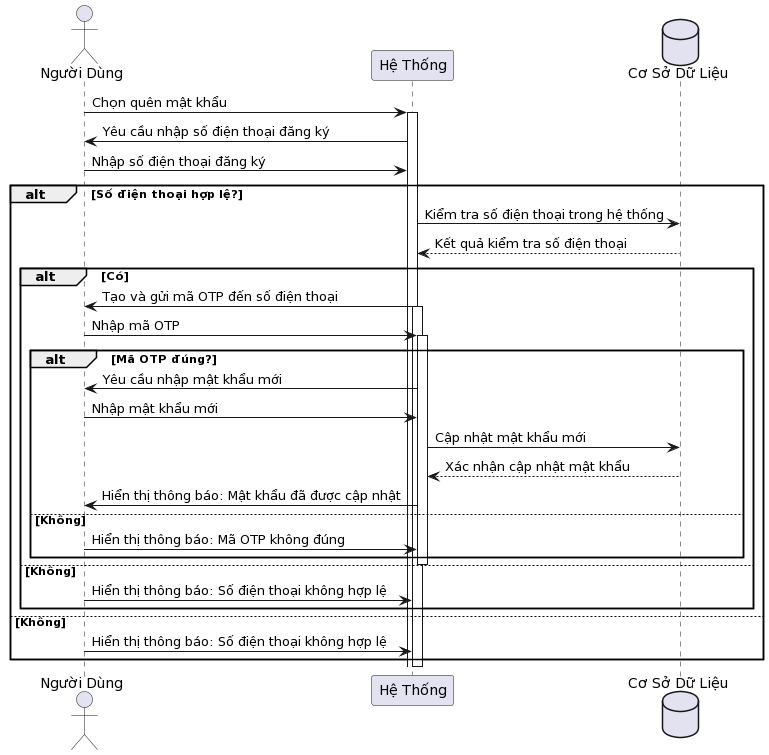 Người Dùng
Hệ Thống
Cơ Sở Dữ Liệu
Chọn quên mật khẩu
Yêu cầu nhập số điện thoại đăng ký
Nhập số điện thoại đăng ký
alt [Số điện thoại hợp lệ?]
Kiểm tra số điện thoại trong hệ thống
Kết quả kiểm tra số điện thoại
alt [Có]
Tạo và gửi mã OTP đến số điện thoại
Nhập mã OTP
alt [Mã OTP đúng?]
Yêu cầu nhập mật khẩu mới
Nhập mật khẩu mới
Cập nhật mật khẩu mới
Xác nhận cập nhật mật khẩu
Hiển thị thông báo: Mật khẩu đã được cập nhật
[Không]
Hiển thị thông báo: Mã OTP không đúng
[Không]
Hiển thị thông báo: Số điện thoại không hợp lệ
[Không]
Hiển thị thông báo: Số điện thoại không hợp lệ
Người Dùng
Hệ Thống
Cơ Sở Dữ Liệu